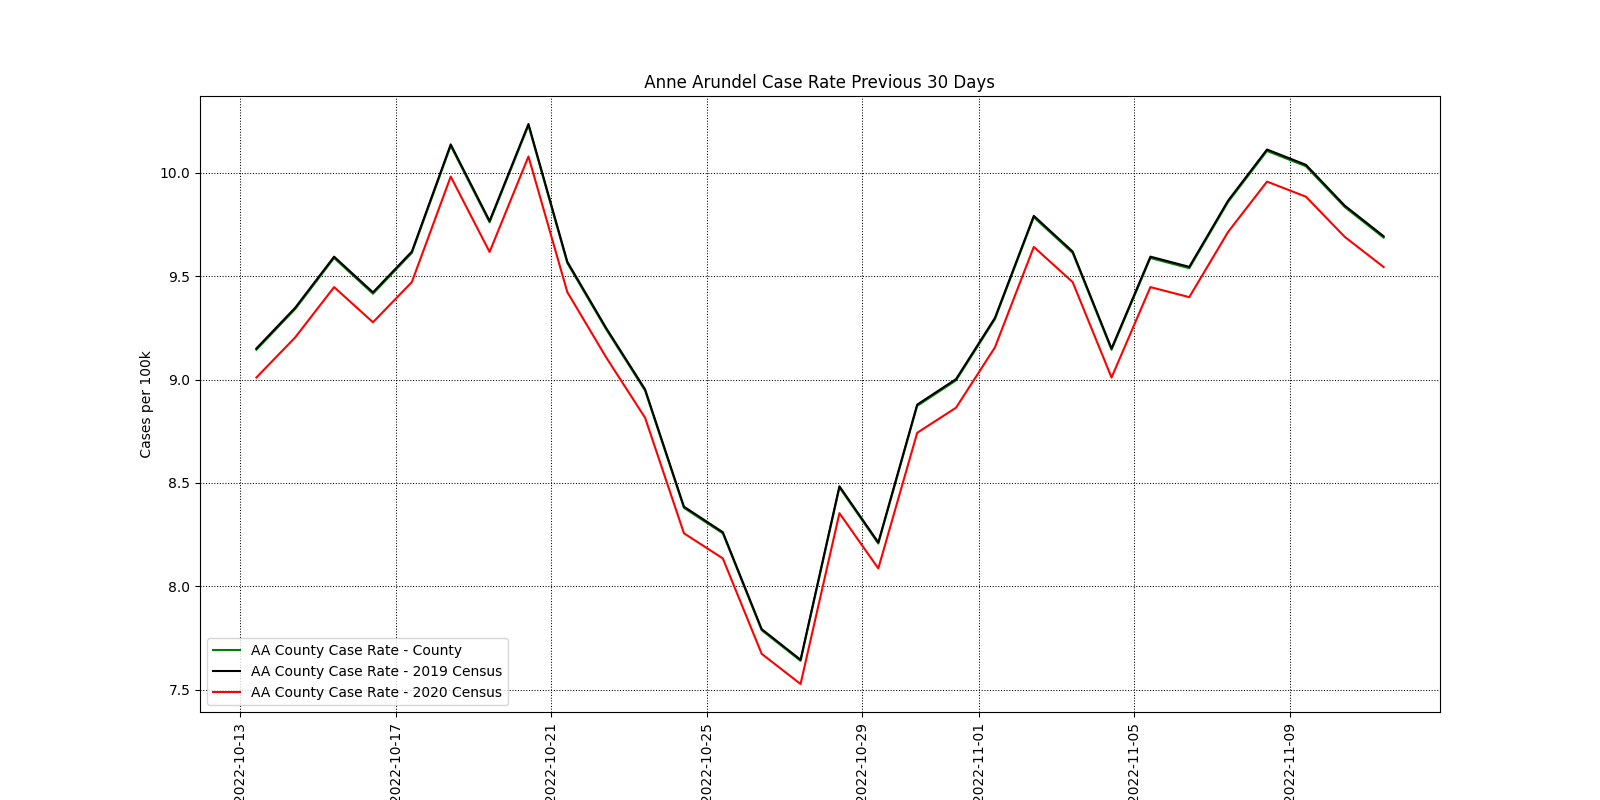 Anne Arundel Case Rate Previous 30 Days
Cases per 100k
10.0
9.5
9.0
8.5
8.0
7.5
AA County Case Rate - County
AA County Case Rate - 2019 Census
AA County Case Rate - 2020 Census
2022-10-13
2022-10-17
2022-10-21
2022-10-25
2022-10-29
2022-11-01
2022-11-05
2022-11-09